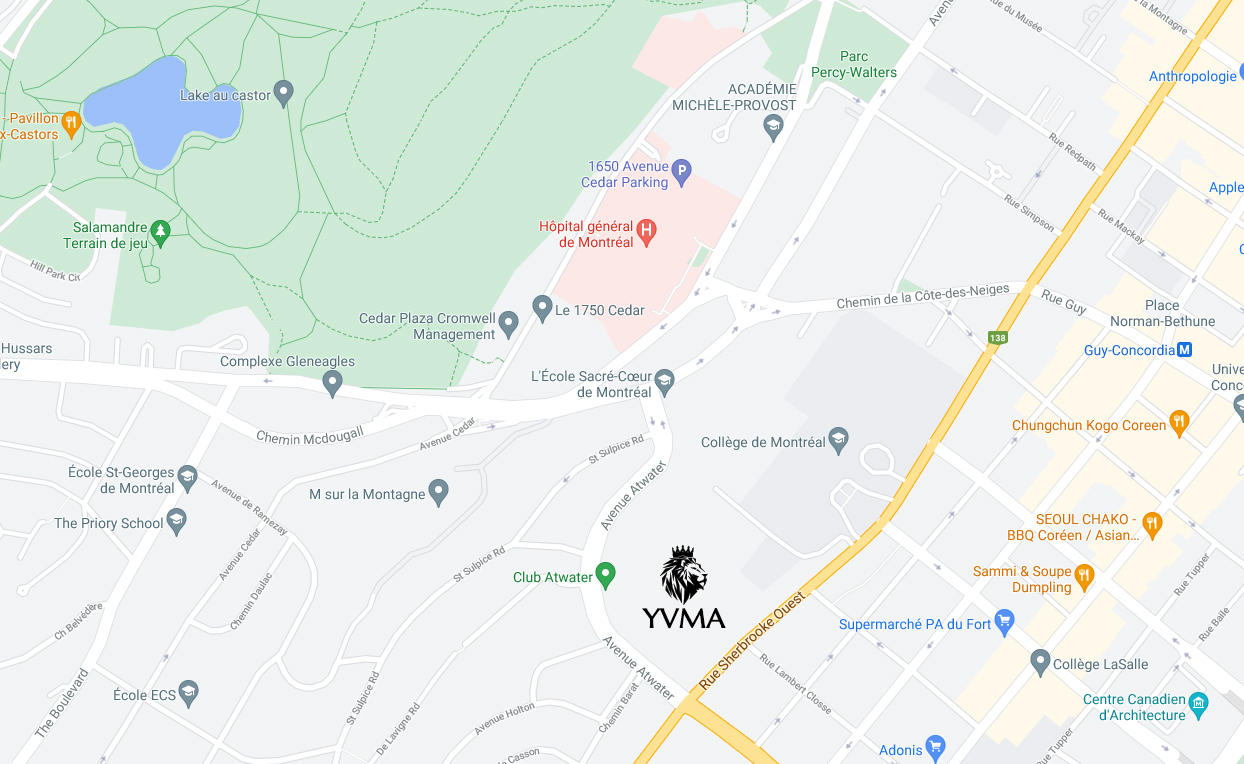 Avenu
ue du Musée
la Montagne
Parc
Percy-Walters
Anthropologie
Lake au castor
ACADÉMIE
MICHÈLE-PROVOST
-Pavillon
x-Castors
Rue Redpath
1650 Avenue
Cedar Parking
P
Apple
Rue Simpson
Salamandre
Terrain de jeu
Hôpital général
de Montréal
H
Rue Mackay
Hill Park Cir
Chemin de la Côte-des-Neiges
Rue Guy
Le 1750 Cedar
Place
Norman-Bethune
Cedar Plaza Cromwell
Management
138
Hussars
lery
Guy-Concordia M
Complexe Gleneagles
L'École Sacré-Cœur
de Montréal
Unive
Conc
Chungchun Kogo Coreen
Chemin Mcdougall
Avenue Cedar
St Sulpice Rd
Collège de Montréal
École St-Georges
de Montréal
M sur la Montagne
Avenue de Ramezay
Avenue Atwater
The Priory School
SEOUL CHAKO -
BBQ Coréen / Asian...
Avenue Cedar
St Sulpice Rd
Club Atwater
Sammi & Soupe
Dumpling
Rue Tupper
Chemin Daulac
Ch Belvédère
YVMA
Rue Sherbrooke Ouest
Supermarché PA du Fort
Rue Baile
Avenue Atwater
Collège LaSalle
École ECS
The Boulevard
St Sulpice Rd
De Lavigne Rd
Avenue Holton
Chemin Barat
Rue Lambert Closse
Centre Canadien
d'Architecture
Adonis
Rue Tupper
e Casson